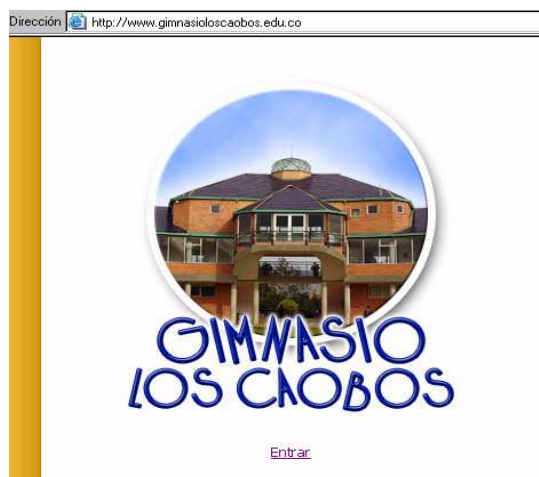 Dirección http://www.gimnasioloscaobos.edu.co
GIMNASIO
LOS CAOBOS
Entrar